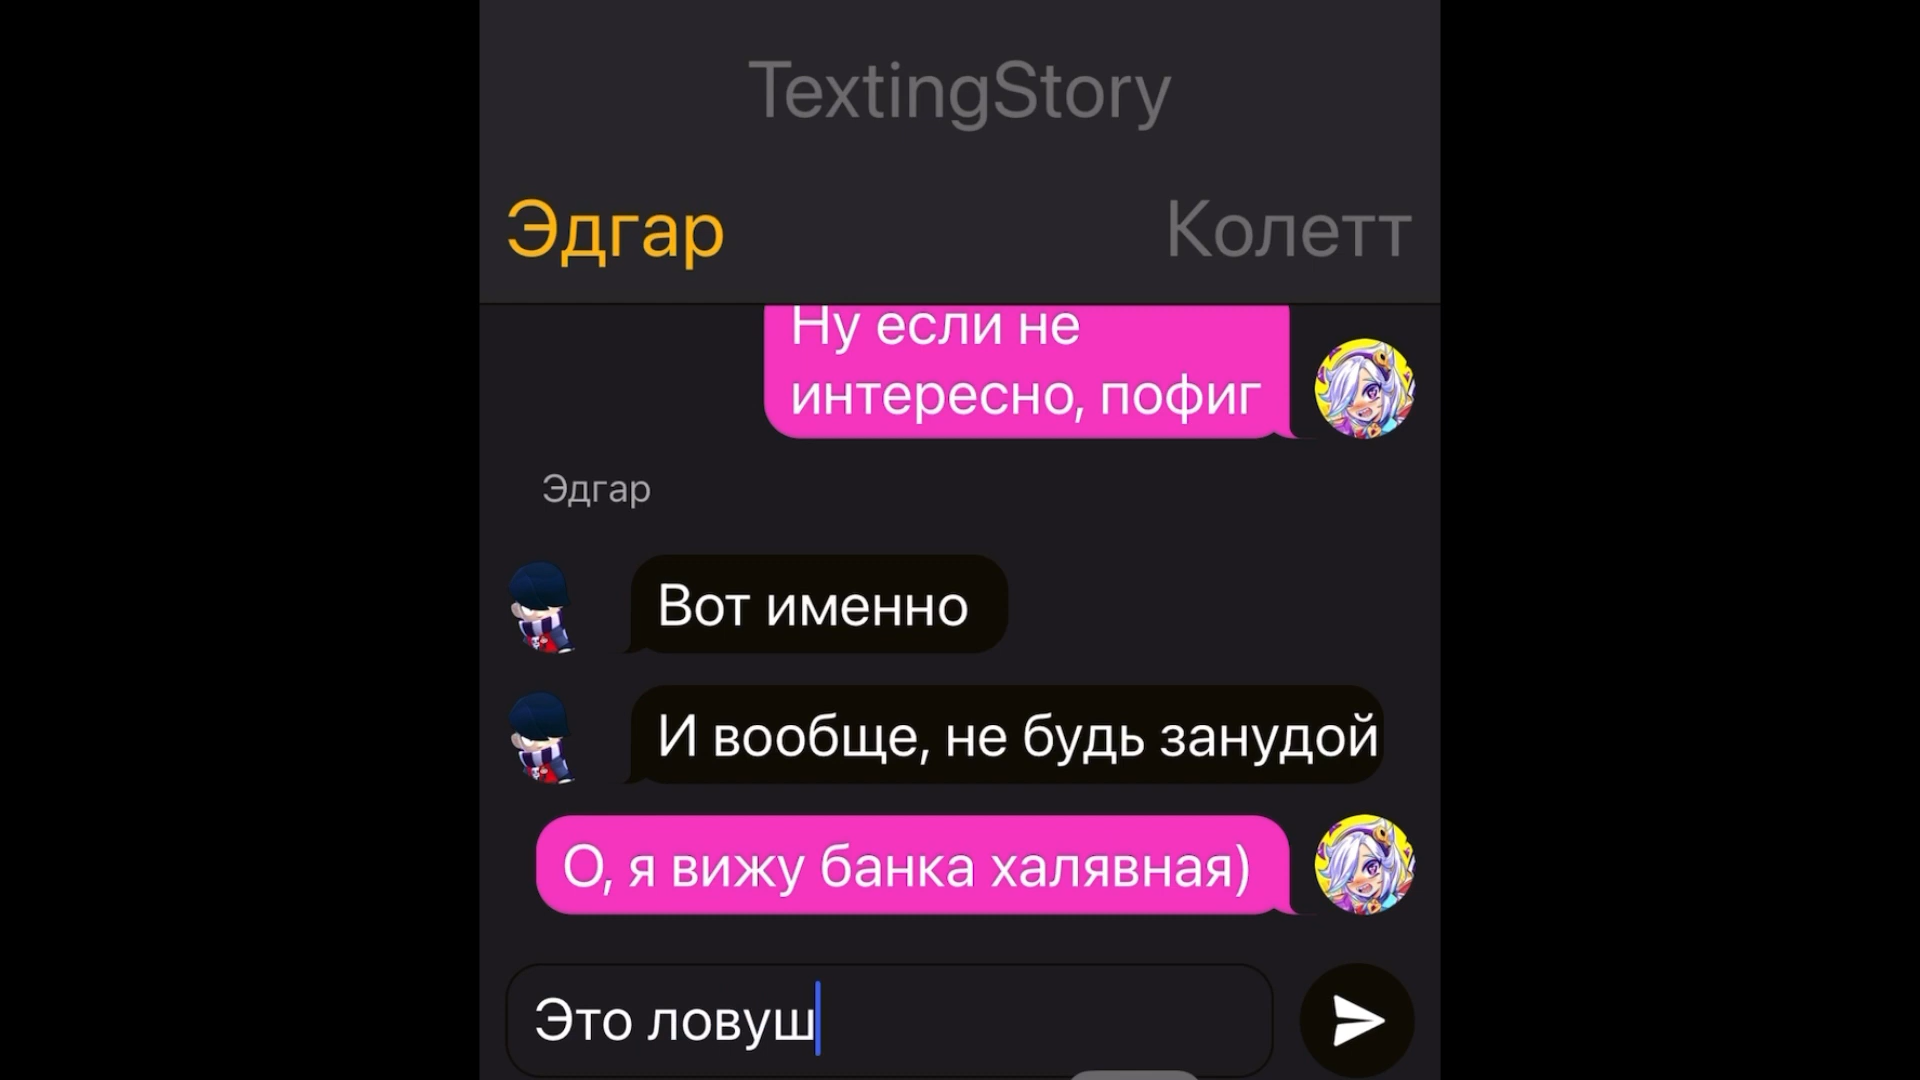 TextingStory
Эдгар
Колетт
Ну если не
интересно, пофиг
Эдгар
Вот именно
И вообще, не будь занудой
О, я вижу банка халявная)
Это ловуш